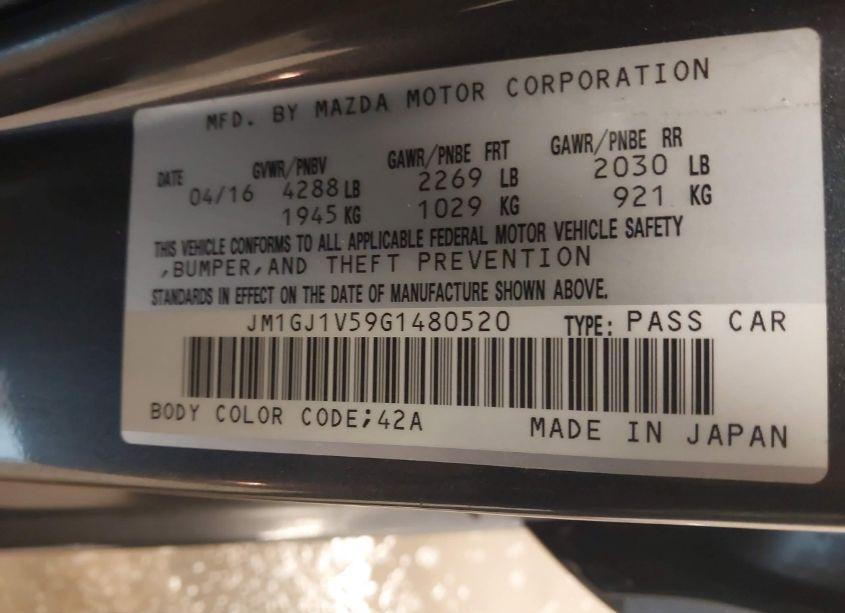 MFD. BY MAZDA MOTOR CORPORATION
DATE GVWR/PNBV GAWR/PNBE FRT GAWR/PNBE RR
04/16 4288 LB 2269 LB 2030 LB
1945 KG 1029 KG 921 KG
THIS VEHICLE CONFORMS TO ALL APPLICABLE FEDERAL MOTOR VEHICLE SAFETY
,BUMPER,AND THEFT PREVENTION
STANDARDS IN EFFECT ON THE DATE OF MANUFACTURE SHOWN ABOVE.
JM1GJ1V59G1480520 TYPE: PASS CAR
BODY COLOR CODE;42A MADE IN JAPAN